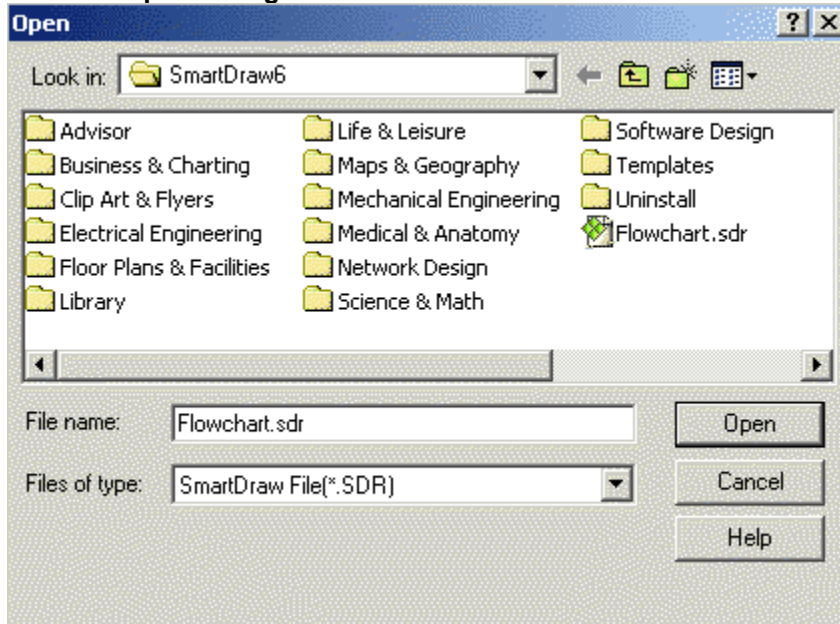 Open
Look in: SmartDraw6
Advisor
Business & Charting
Clip Art & Flyers
Electrical Engineering
Floor Plans & Facilities
Library
Life & Leisure
Maps & Geography
Mechanical Engineering
Medical & Anatomy
Network Design
Science & Math
Software Design
Templates
Uninstall
Flowchart.sdr
File name: Flowchart.sdr Open
Files of type: SmartDraw File(*.SDR) Cancel
Help